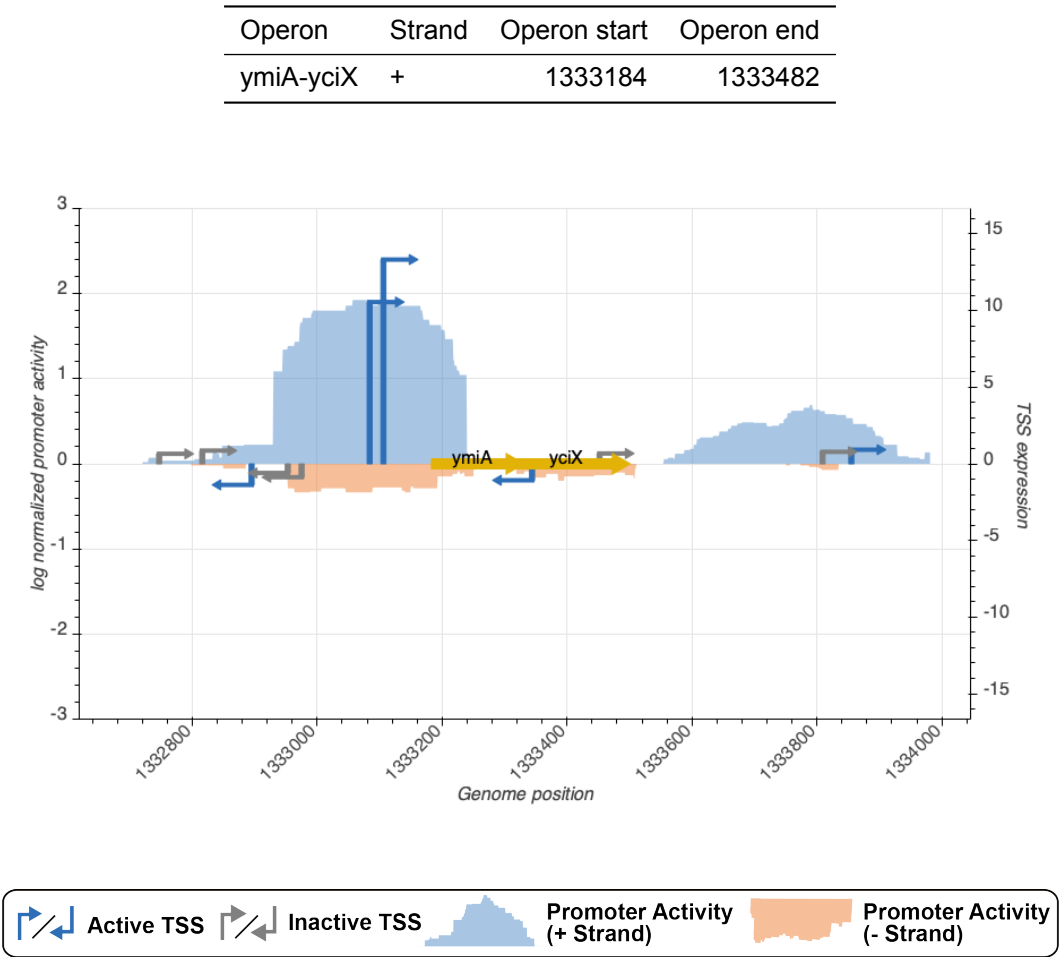 Operon Strand Operon start Operon end
ymiA-yciX + 1333184 1333482
3
2
1
0
-1
-2
-3
log normalized promoter activity
15
10
5
0
-5
-10
-15
TSS expression
ymiA yciX
1332800 1333000 1333200 1333400 1333600 1333800 1334000
Genome position
Active TSS
Inactive TSS
Promoter Activity
(+ Strand)
Promoter Activity
(- Strand)